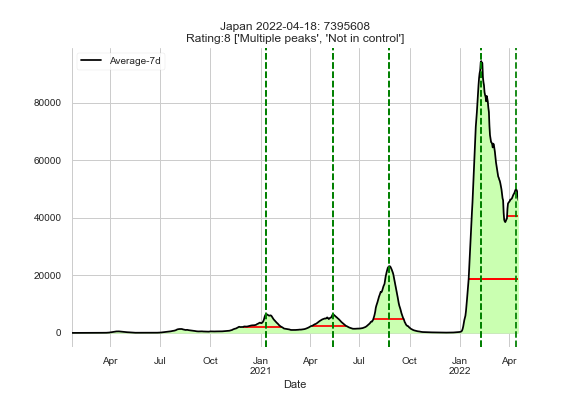 Japan 2022-04-18: 7395608
Rating:8 ['Multiple peaks', 'Not in control']
Average-7d
80000
60000
40000
20000
0
Apr Jul Oct Jan Apr Jul Oct Jan Apr
2021 2022
Date